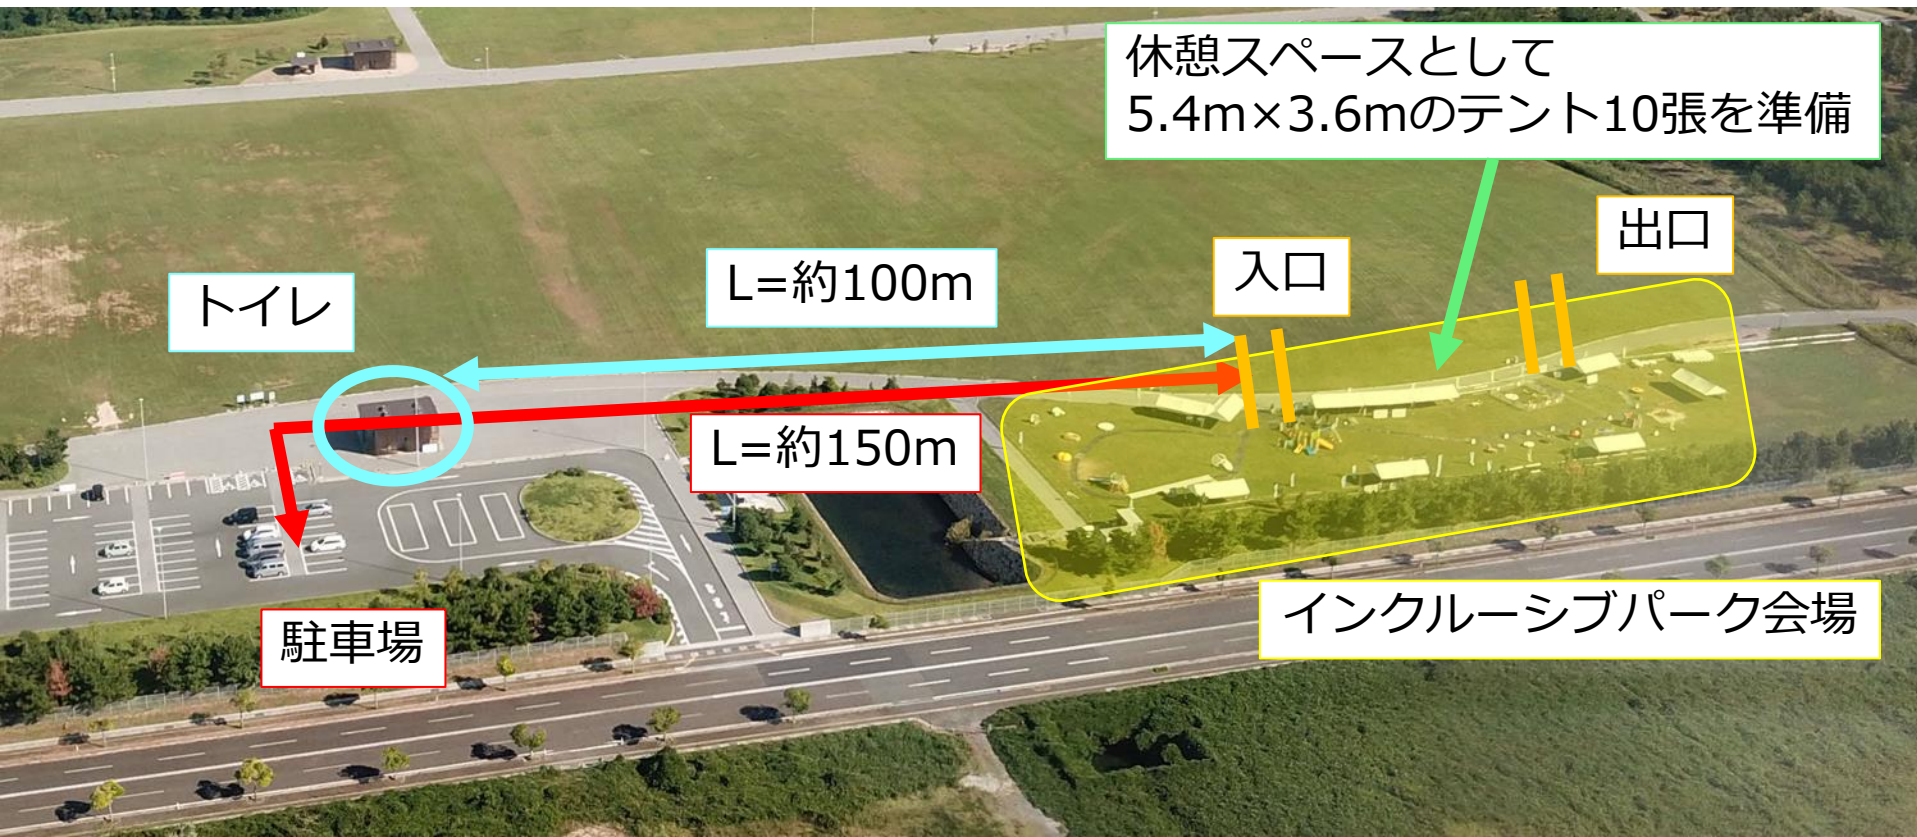 休憩スペースとして
5.4m×3.6mのテント10張を準備
出口
入口
L=約100m
トイレ
L=約150m
インクルーシブパーク会場
駐車場